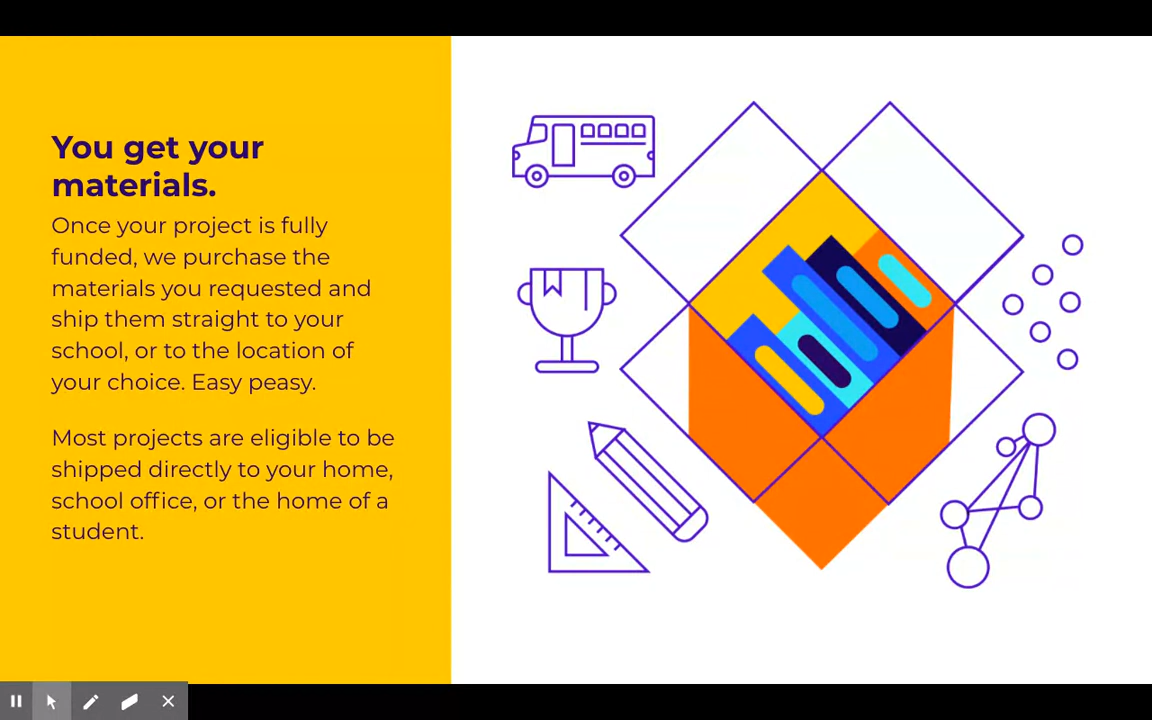 You get your
materials.
Once your project is fully
funded, we purchase the
materials you requested and
ship them straight to your
school, or to the location of
your choice. Easy peasy.
Most projects are eligible to be
shipped directly to your home,
school office, or the home of a
student.